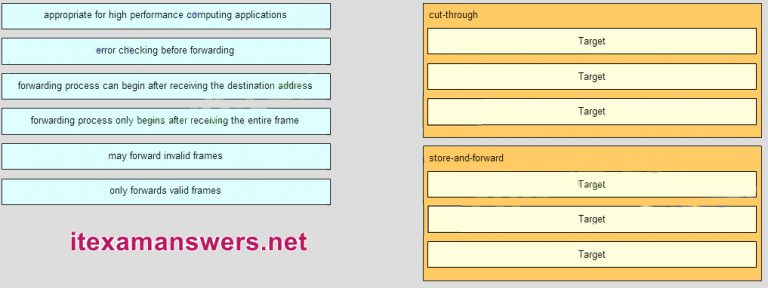 appropriate for high performance computing applications
error checking before forwarding
forwarding process can begin after receiving the destination address
forwarding process only begins after receiving the entire frame
may forward invalid frames
only forwards valid frames
itexamanswers.net
cut-through
Target
Target
Target
store-and-forward
Target
Target
Target